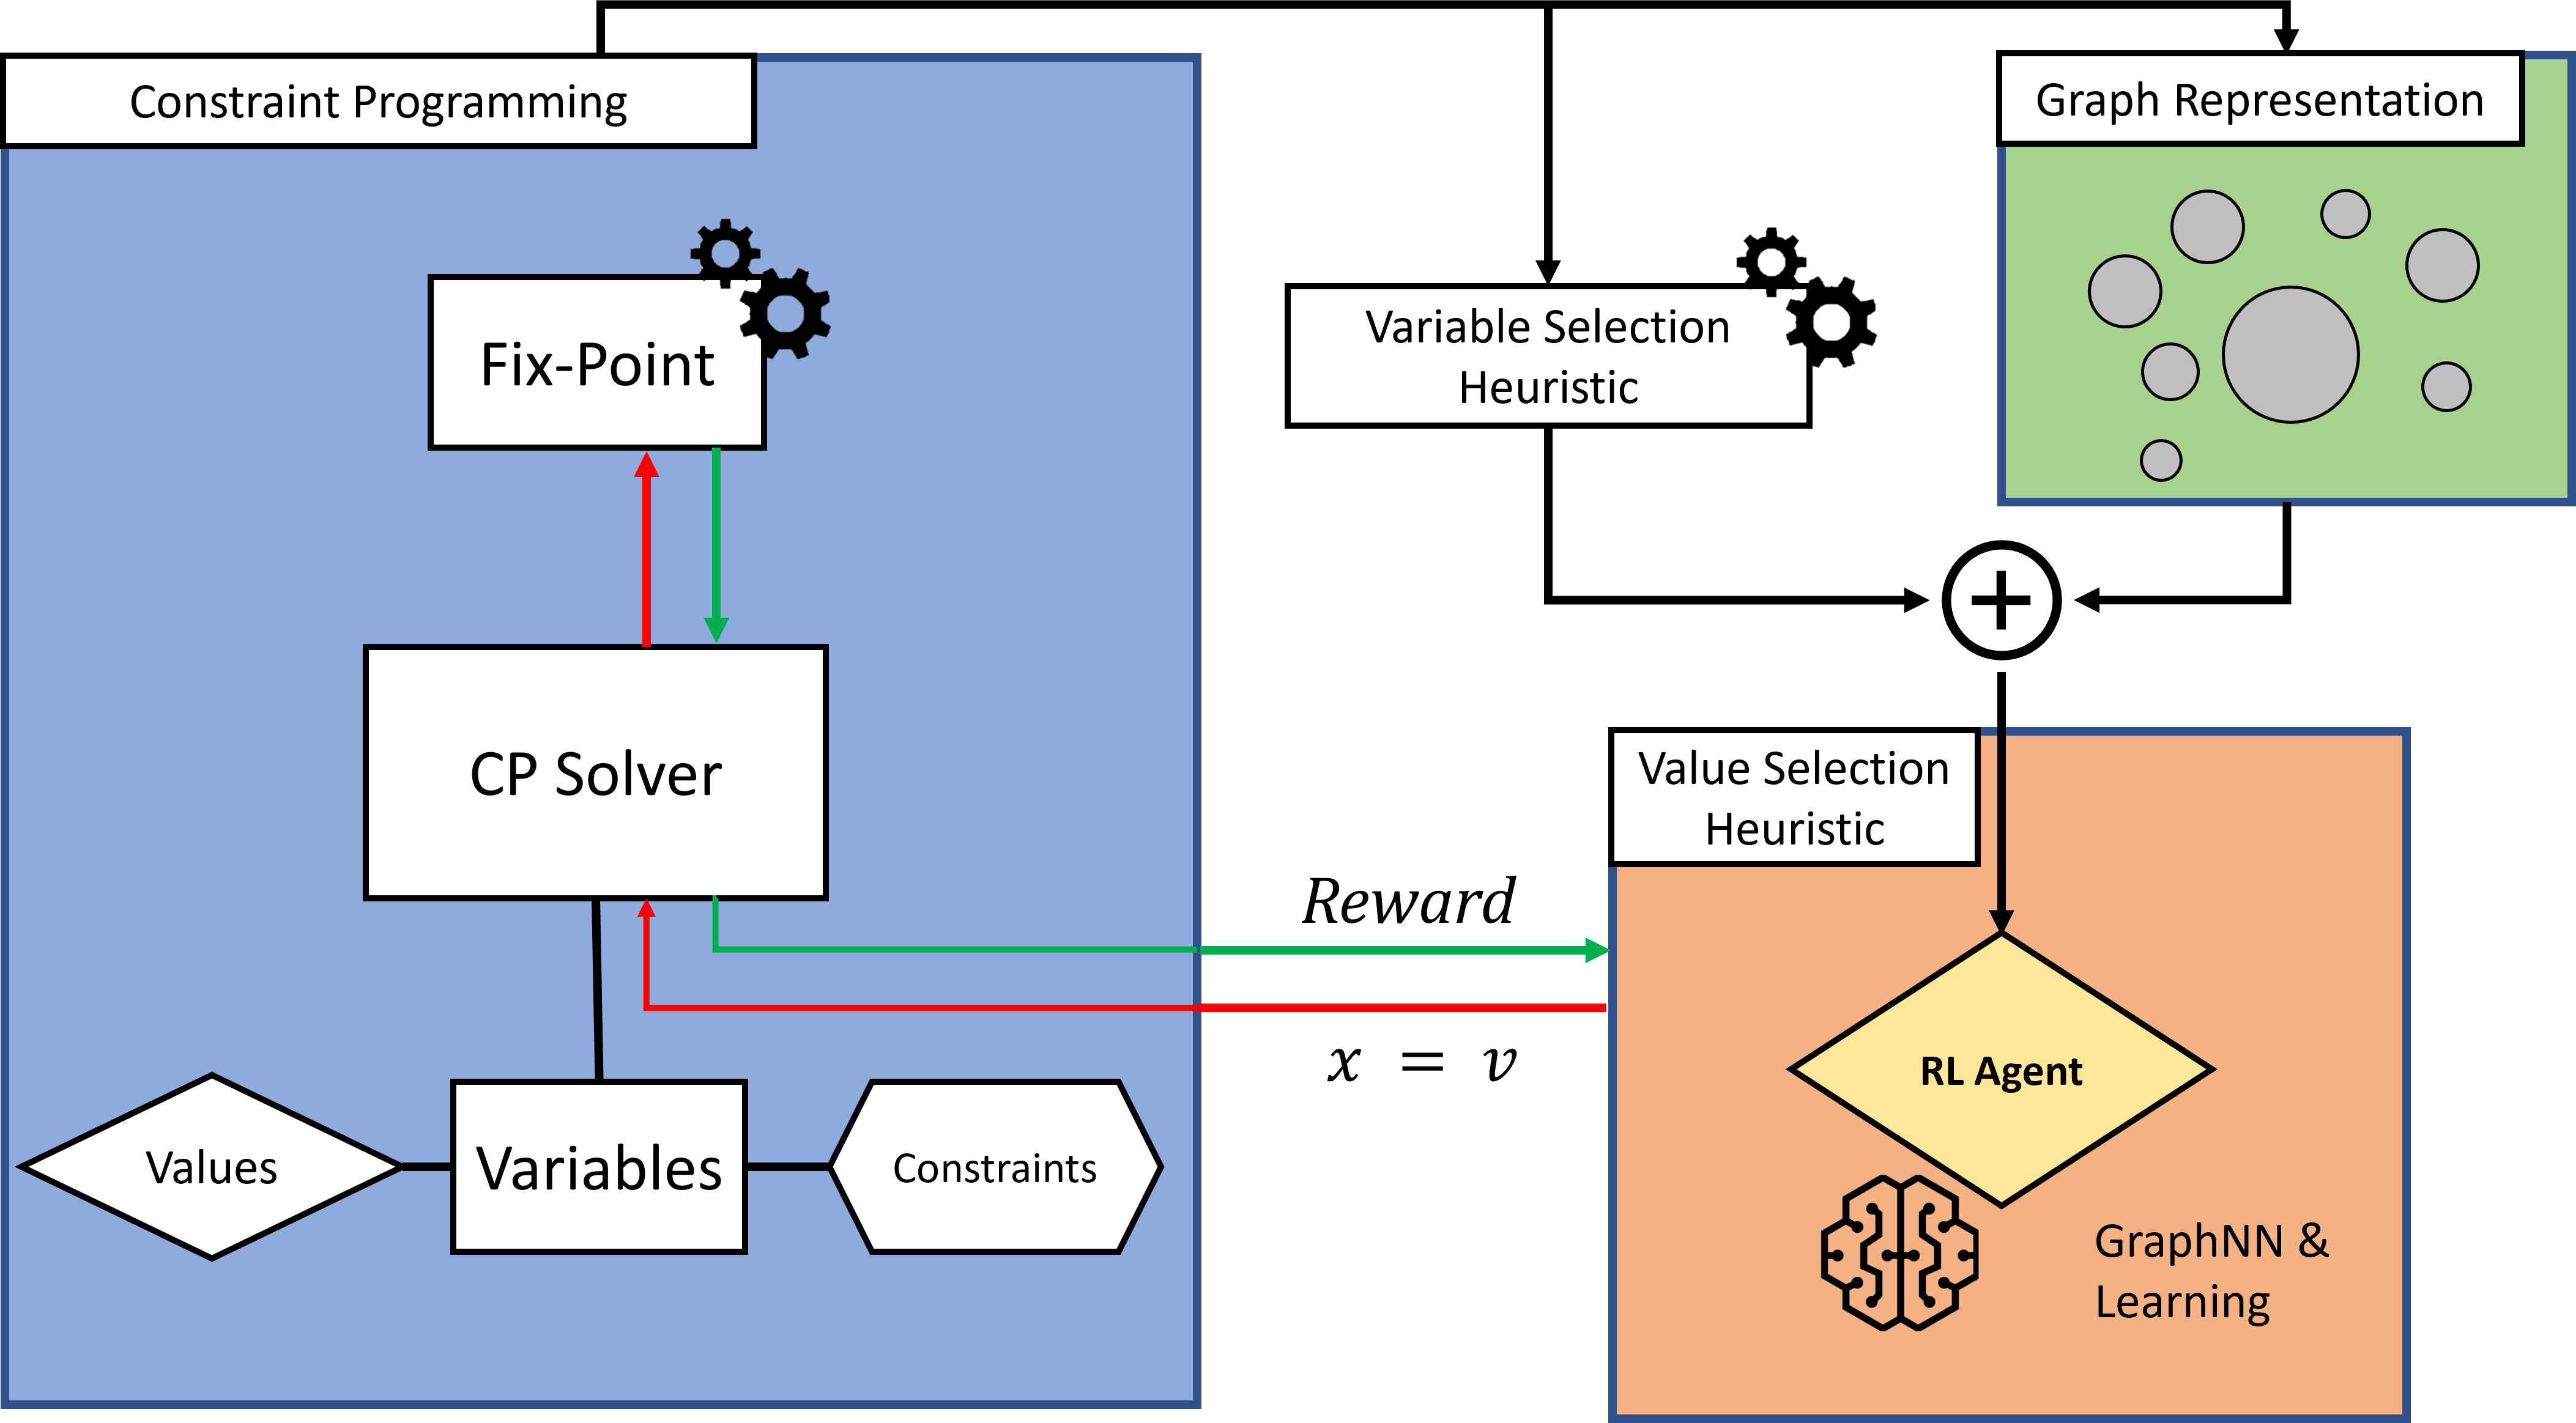 Constraint Programming
Graph Representation
Fix-Point
Variable Selection
Heuristic
CP Solver
Value Selection
Heuristic
Reward
x = v
RL Agent
Values
Variables
Constraints
GraphNN &
Learning